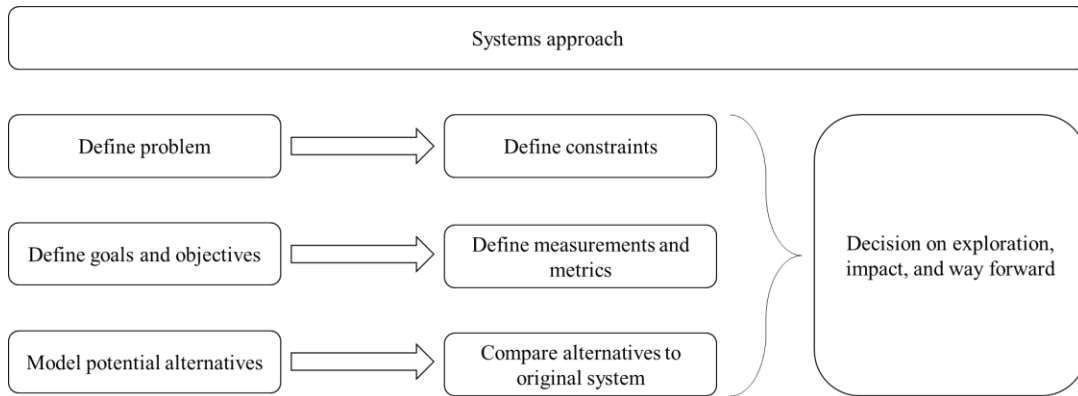 Systems approach
Define problem
Define constraints
Define goals and objectives
Define measurements and
metrics
Model potential alternatives
Compare alternatives to
original system
Decision on exploration,
impact, and way forward